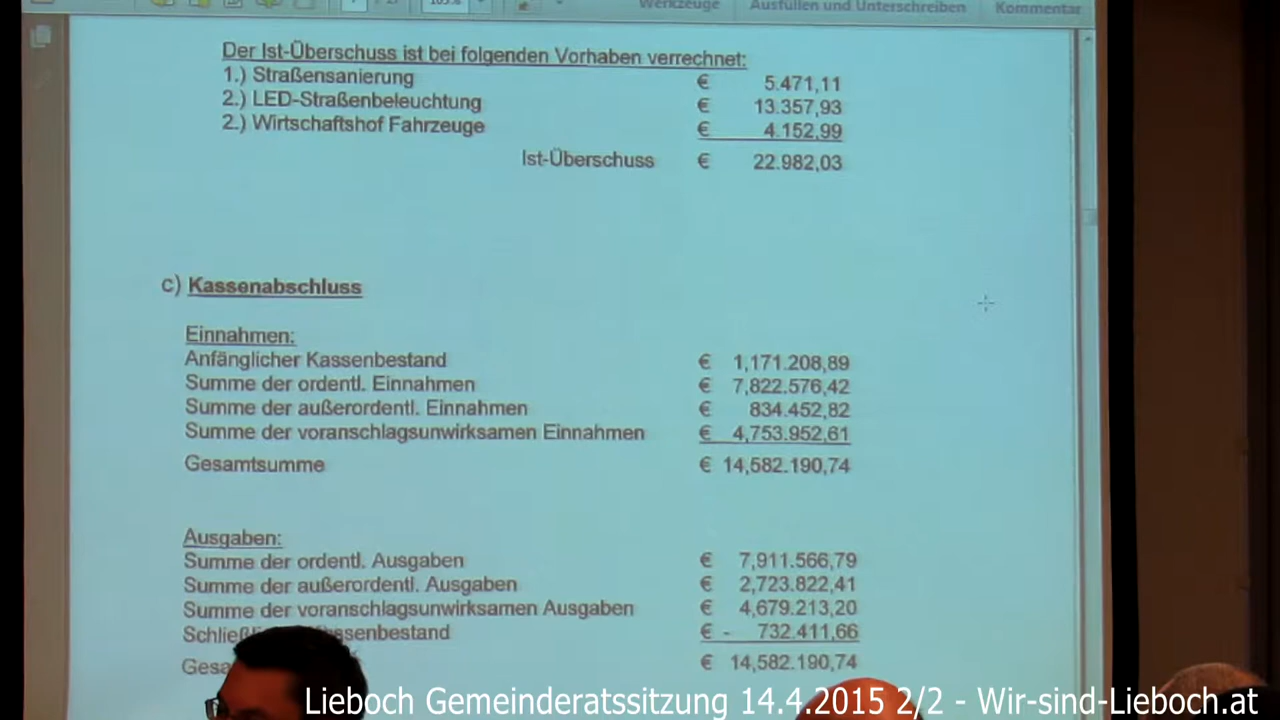 Werkzeuge Ausfüllen und Unterschreiben Kommentar
Der Ist-Überschuss ist bei folgenden Vorhaben verrechnet:
1.) Straßensanierung € 5.471,11
2.) LED-Straßenbeleuchtung € 13.357,93
2.) Wirtschaftshof Fahrzeuge € 4.152,99
Ist-Überschuss € 22.982,03
c) Kassenabschluss
Einnahmen:
Anfänglicher Kassenbestand € 1,171.208,89
Summe der ordentl. Einnahmen € 7,822.576,42
Summe der außerordentl. Einnahmen € 834.452,82
Summe der voranschlagsunwirksamen Einnahmen € 4,753.952,61
Gesamtsumme € 14,582.190,74
Ausgaben:
Summe der ordentl. Ausgaben € 7,911.566,79
Summe der außerordentl. Ausgaben € 2,723.822,41
Summe der voranschlagsunwirksamen Ausgaben € 4,679.213,20
€ - 732.411,66
€ 14,582.190,74
Lieboch Gemeinderatssitzung 14.4.2015 2/2 - Wir-sind-Lieboch.at